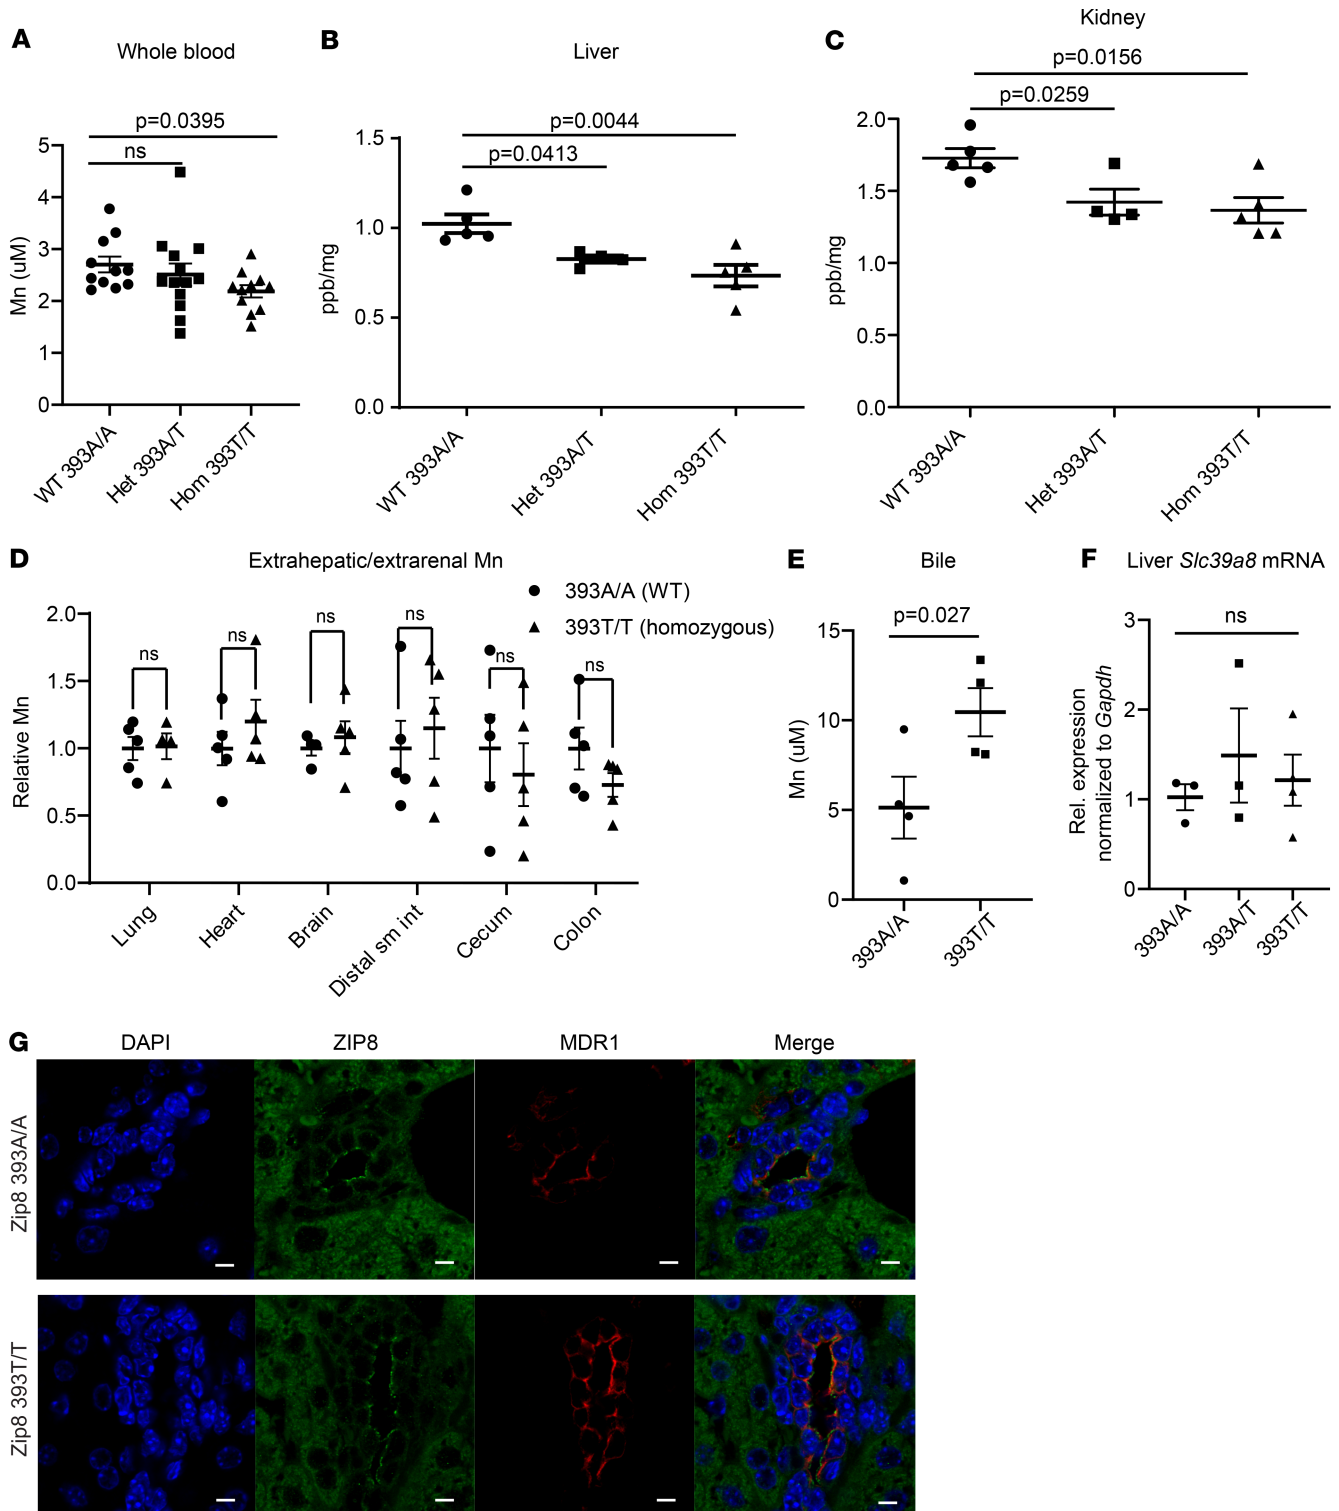 A
Whole blood
p=0.0395
ns
Mn (uM)
5
4
3
2
1
0
WT 393A/A
Het 393A/T
Hom 393T/T
B
Liver
p=0.0044
p=0.0413
ppb/mg
1.5
1.0
0.5
0.0
WT 393A/A
Het 393A/T
Hom 393T/T
C
Kidney
p=0.0156
p=0.0259
ppb/mg
2.0
1.5
1.0
0.5
0.0
WT 393A/A
Het 393A/T
Hom 393T/T
D
Extrahepatic/extrarenal Mn
393A/A (WT)
393T/T (homozygous)
ns
ns
ns
ns
ns
ns
Relative Mn
2.0
1.5
1.0
0.5
0.0
Lung
Heart
Brain
Distal sm int
Cecum
Colon
E
Bile
p=0.027
Mn (uM)
15
10
5
0
393A/A
393T/T
F
Liver Slc39a8 mRNA
ns
Rel. expression
normalized to Gapdh
3
2
1
0
393A/A
393A/T
393T/T
G
DAPI
ZIP8
MDR1
Merge
Zip8 393A/A
Zip8 393T/T